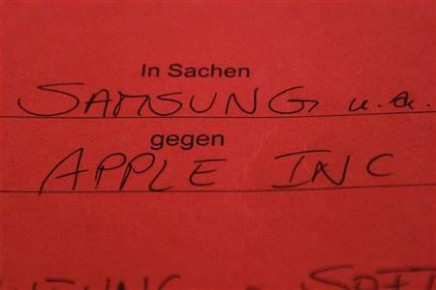 In Sachen
SAMSUNG u.a.
gegen
APPLE INC